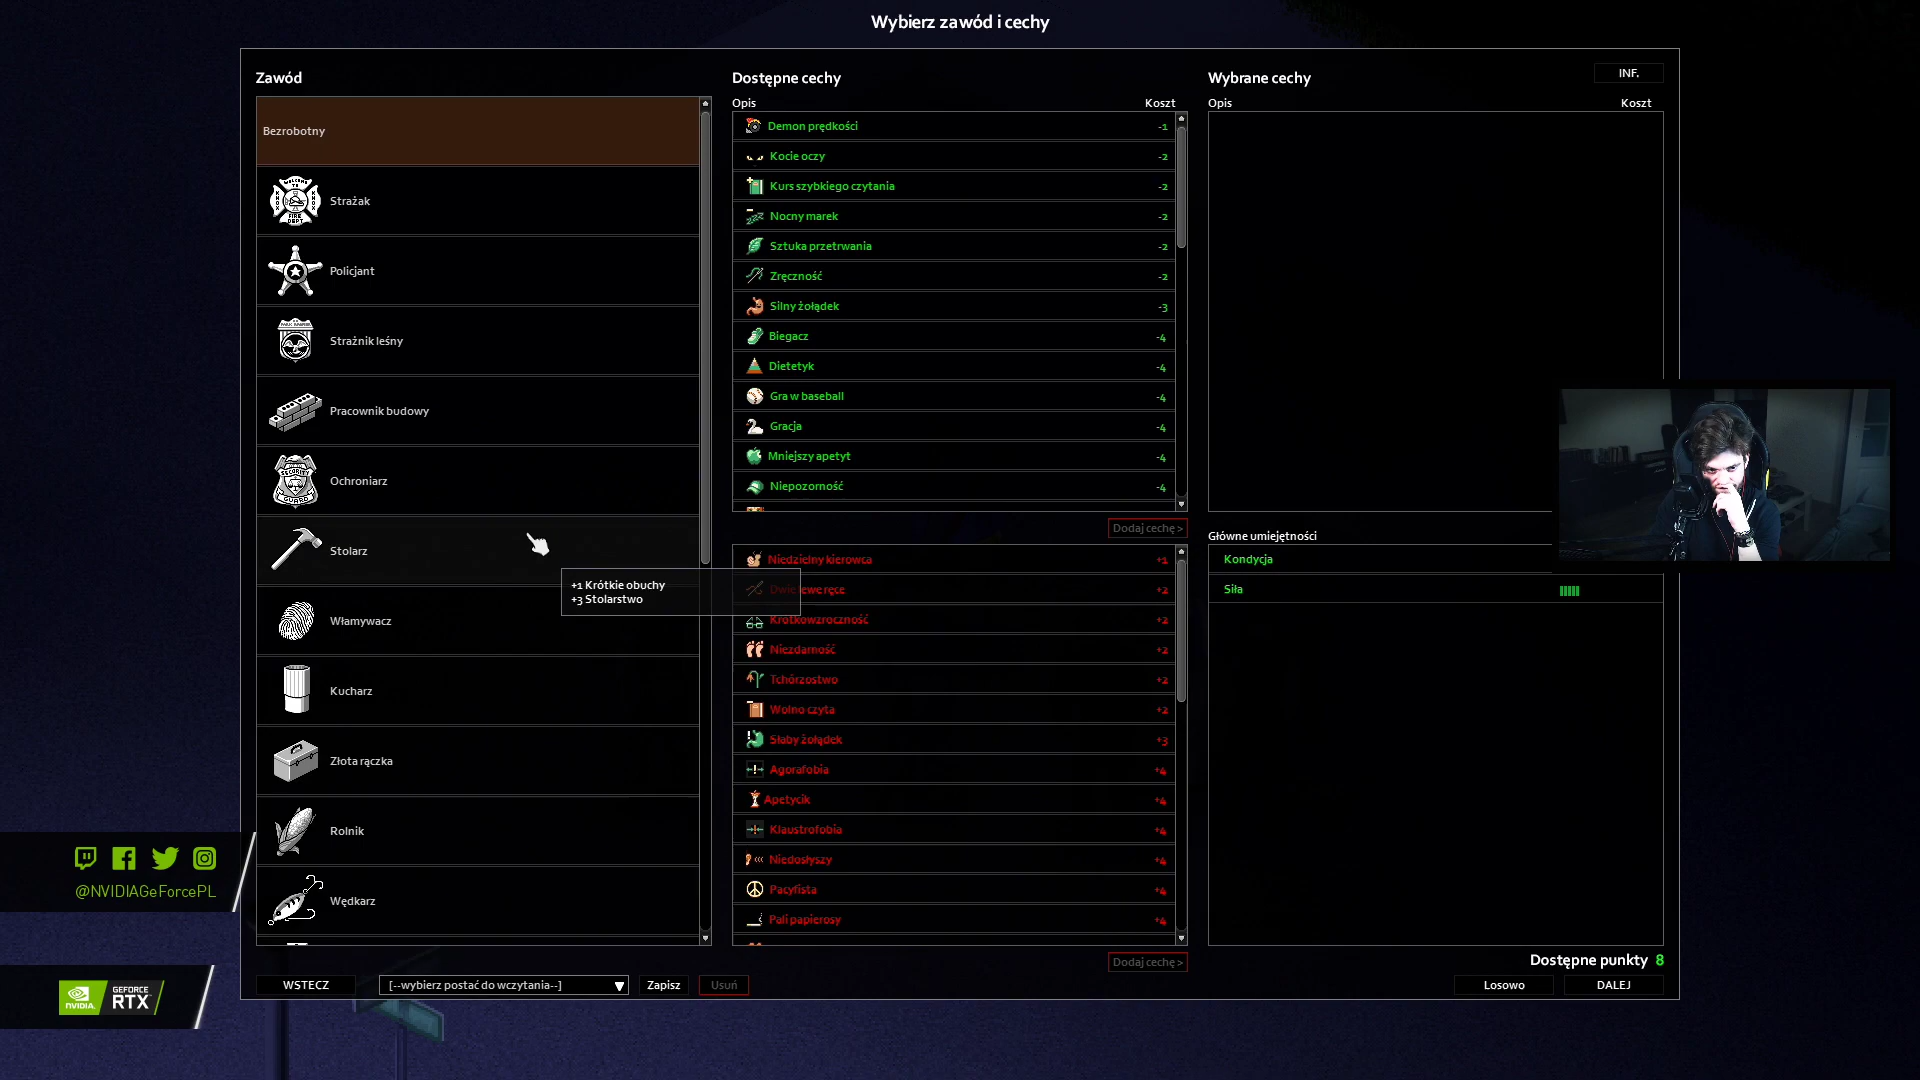 Wybierz zawód i cechy
Zawód
Bezrobotny
Strażak
Policjant
Strażnik leśny
Pracownik budowy
Ochroniarz
Stolarz
Włamywacz
Kucharz
Złota rączka
Rolnik
Wędkarz
+1 Krótkie obuchy
+3 Stolarstwo
Dostępne cechy
Opis Koszt
Demon prędkości -1
Kocie oczy -2
Kurs szybkiego czytania -2
Nocny marek -2
Sztuka przetrwania -2
Zręczność -2
Silny żołądek -3
Biegacz -4
Dietetyk -4
Gra w baseball -4
Gracja -4
Mniejszy apetyt -4
Niepozorność -4
Dodaj cechę >
Niedzielny kierowca +1
Dwie lewe ręce +2
Krótkowzroczność +2
Niezdarność +2
Tchórzostwo +2
Wolno czyta +2
Słaby żołądek +3
Agorafobia +4
Apetycik +4
Klaustrofobia +4
Niedosłyszy +4
Pacyfista +4
Pali papierosy +4
Dodaj cechę >
Wybrane cechy
INF.
Opis Koszt
Główne umiejętności
Kondycja
Siła
Dostępne punkty 8
WSTECZ
[--wybierz postać do wczytania--]
Zapisz
Usuń
Losowo
DALEJ
@NVIDIAGeForcePL
NVIDIA.
GEFORCE
RTX